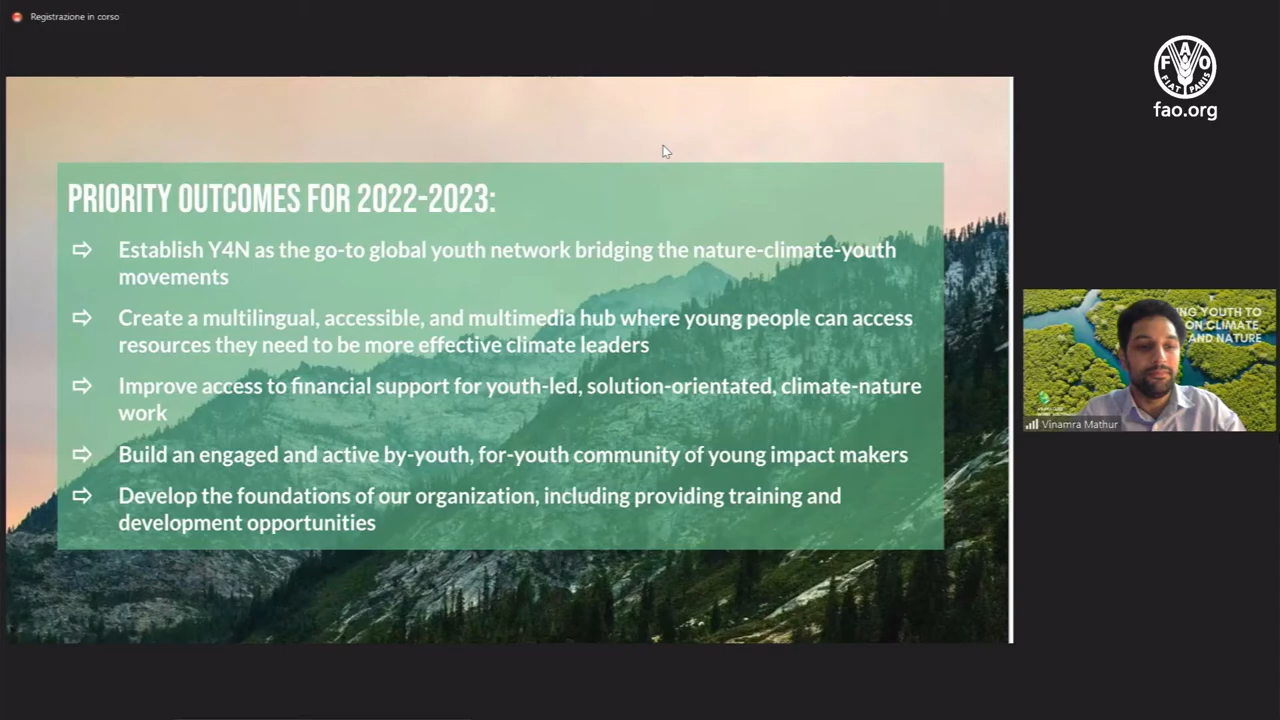 Registrazione in corso
FAO
FIAT PANIS
fao.org
PRIORITY OUTCOMES FOR 2022-2023:
⇨ Establish Y4N as the go-to global youth network bridging the nature-climate-youth
movements
⇨ Create a multilingual, accessible, and multimedia hub where young people can access
resources they need to be more effective climate leaders
⇨ Improve access to financial support for youth-led, solution-orientated, climate-nature
work
⇨ Build an engaged and active by-youth, for-youth community of young impact makers
⇨ Develop the foundations of our organization, including providing training and
development opportunities
YOUTH TO
ON CLIMATE
AND NATURE
Vinamra Mathur